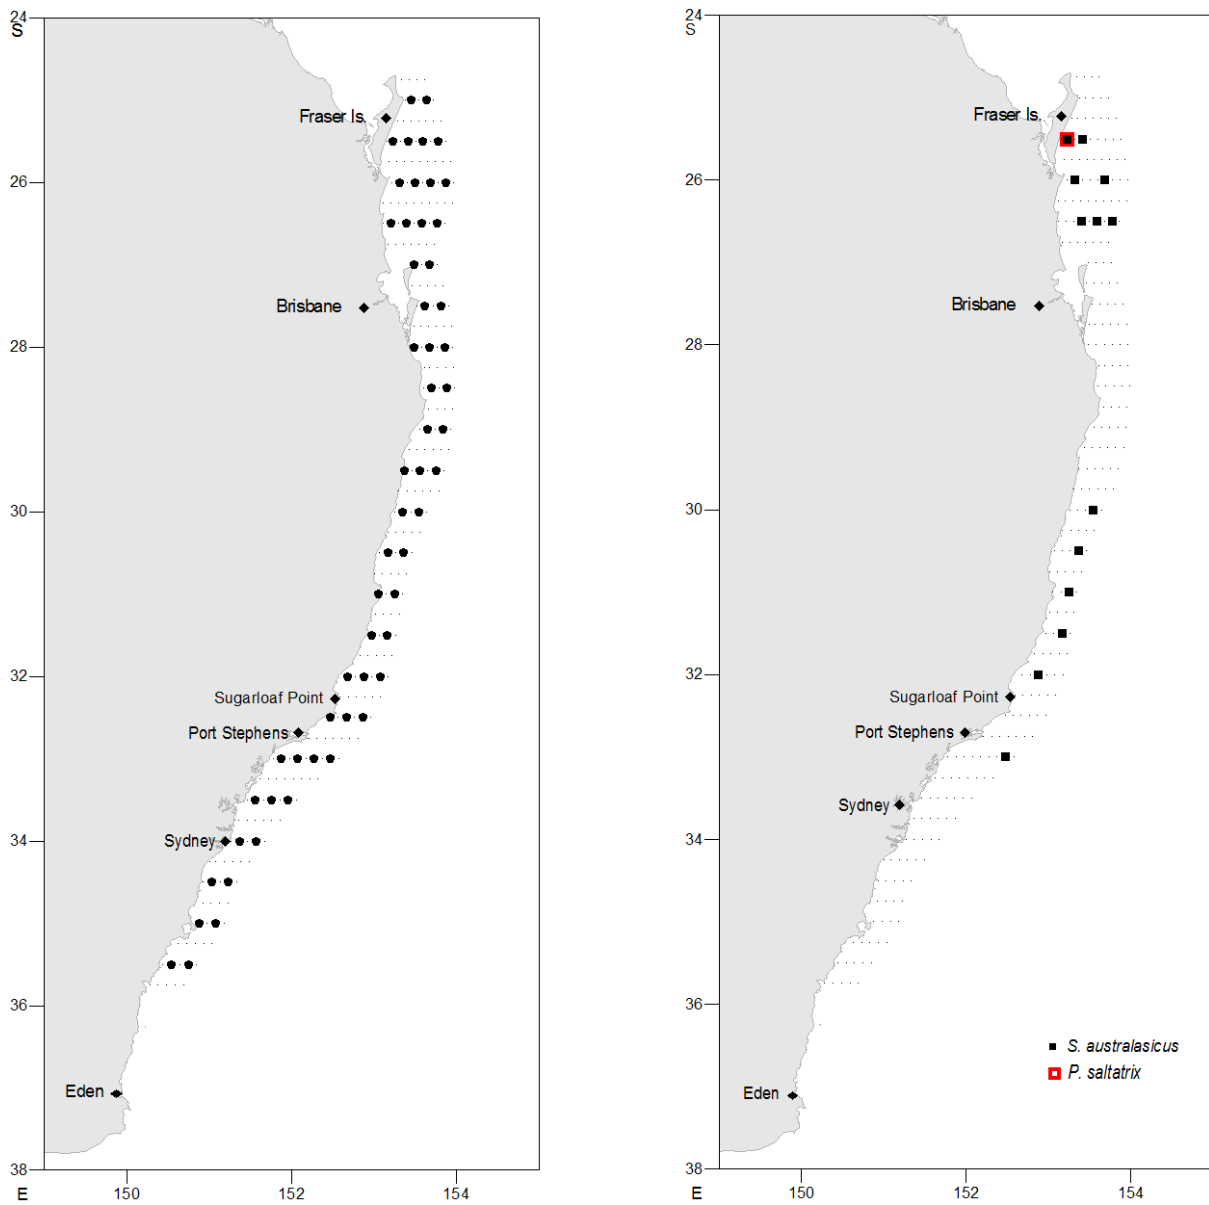 24
S
Fraser Is.
26
Brisbane
28
30
32
Sugarloaf Point
Port Stephens
34
Sydney
36
Eden
38
E
150
152
154
24
S
Fraser Is.
26
Brisbane
28
30
32
Sugarloaf Point
Port Stephens
Sydney
34
36
S. australasicus
P. saltatrix
Eden
38
E
150
152
154